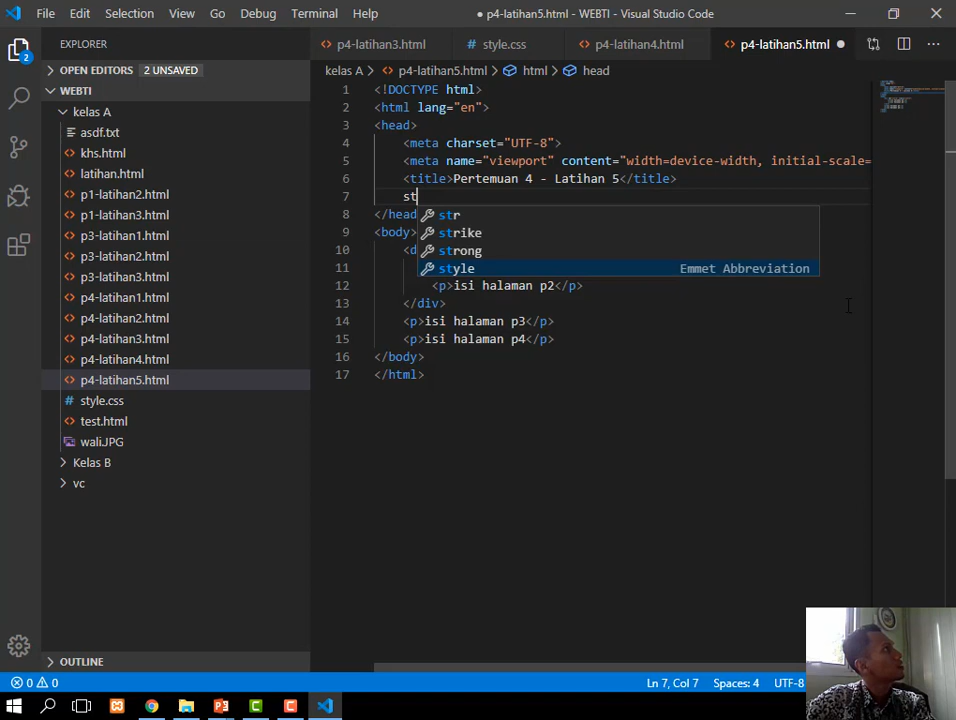 File Edit Selection View Go Debug Terminal Help
● p4-latihan5.html - WEBTI - Visual Studio Code
EXPLORER
p4-latihan3.html
style.css
p4-latihan4.html
p4-latihan5.html
2
OPEN EDITORS 2 UNSAVED
WEBTI
kelas A
asdf.txt
khs.html
latihan.html
p1-latihan2.html
p1-latihan3.html
p3-latihan1.html
p3-latihan2.html
p3-latihan3.html
p4-latihan1.html
p4-latihan2.html
p4-latihan3.html
p4-latihan4.html
p4-latihan5.html
style.css
test.html
wali.JPG
Kelas B
vc
OUTLINE
kelas A > p4-latihan5.html > html > head
1 <!DOCTYPE html>
2 <html lang="en">
3 <head>
4 <meta charset="UTF-8">
5 <meta name="viewport" content="width=device-width, initial-scale=
6 <title>Pertemuan 4 - Latihan 5</title>
7 st
8 </head
9 <body>
10 <d
11
12 <p>isi halaman p2</p>
13 </div>
14 <p>isi halaman p3</p>
15 <p>isi halaman p4</p>
16 </body>
17 </html>
str
strike
strong
style Emmet Abbreviation
0 0
Ln 7, Col 7
Spaces: 4
UTF-8